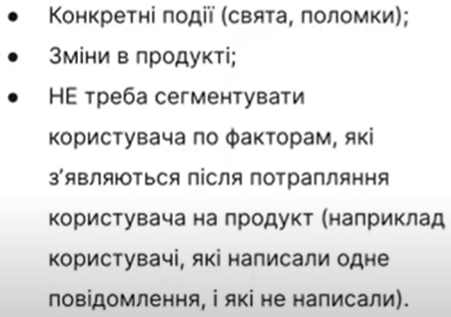 ● Конкретні події (свята, поломки);
● Зміни в продукті;
● НЕ треба сегментувати
користувача по факторам, які
з’являються після потрапляння
користувача на продукт (наприклад
користувачі, які написали одне
повідомлення, і які не написали).